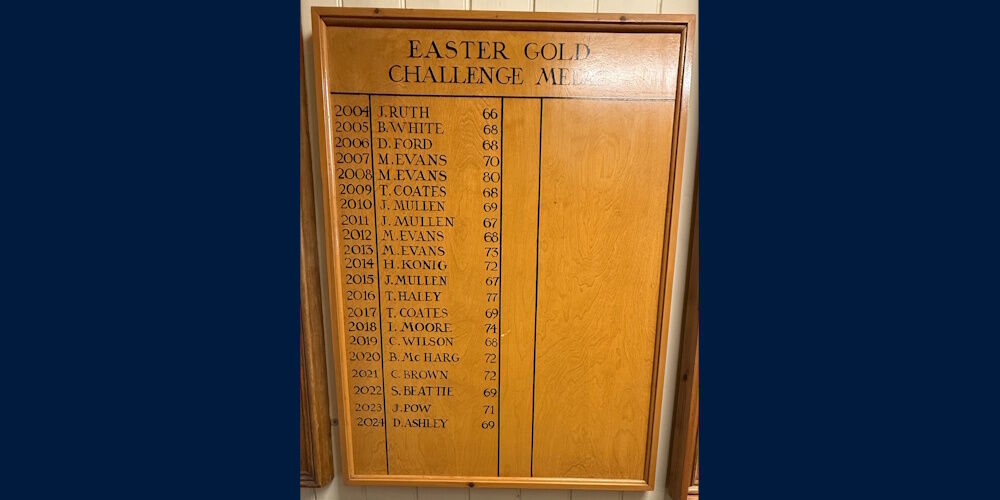 EASTER GOLD
CHALLENGE MEDAL
2004 J. RUTH 66
2005 B. WHITE 68
2006 D. FORD 68
2007 M. EVANS 70
2008 M. EVANS 80
2009 T. COATES 68
2010 J. MULLEN 69
2011 J. MULLEN 67
2012 M. EVANS 68
2013 M. EVANS 73
2014 H. KONIG 72
2015 J. MULLEN 67
2016 T. HALEY 77
2017 T. COATES 69
2018 I. MOORE 74
2019 C. WILSON 68
2020 B. MCHARG 72
2021 C. BROWN 72
2022 S. BEATTIE 69
2023 J. POW 71
2024 D. ASHLEY 69